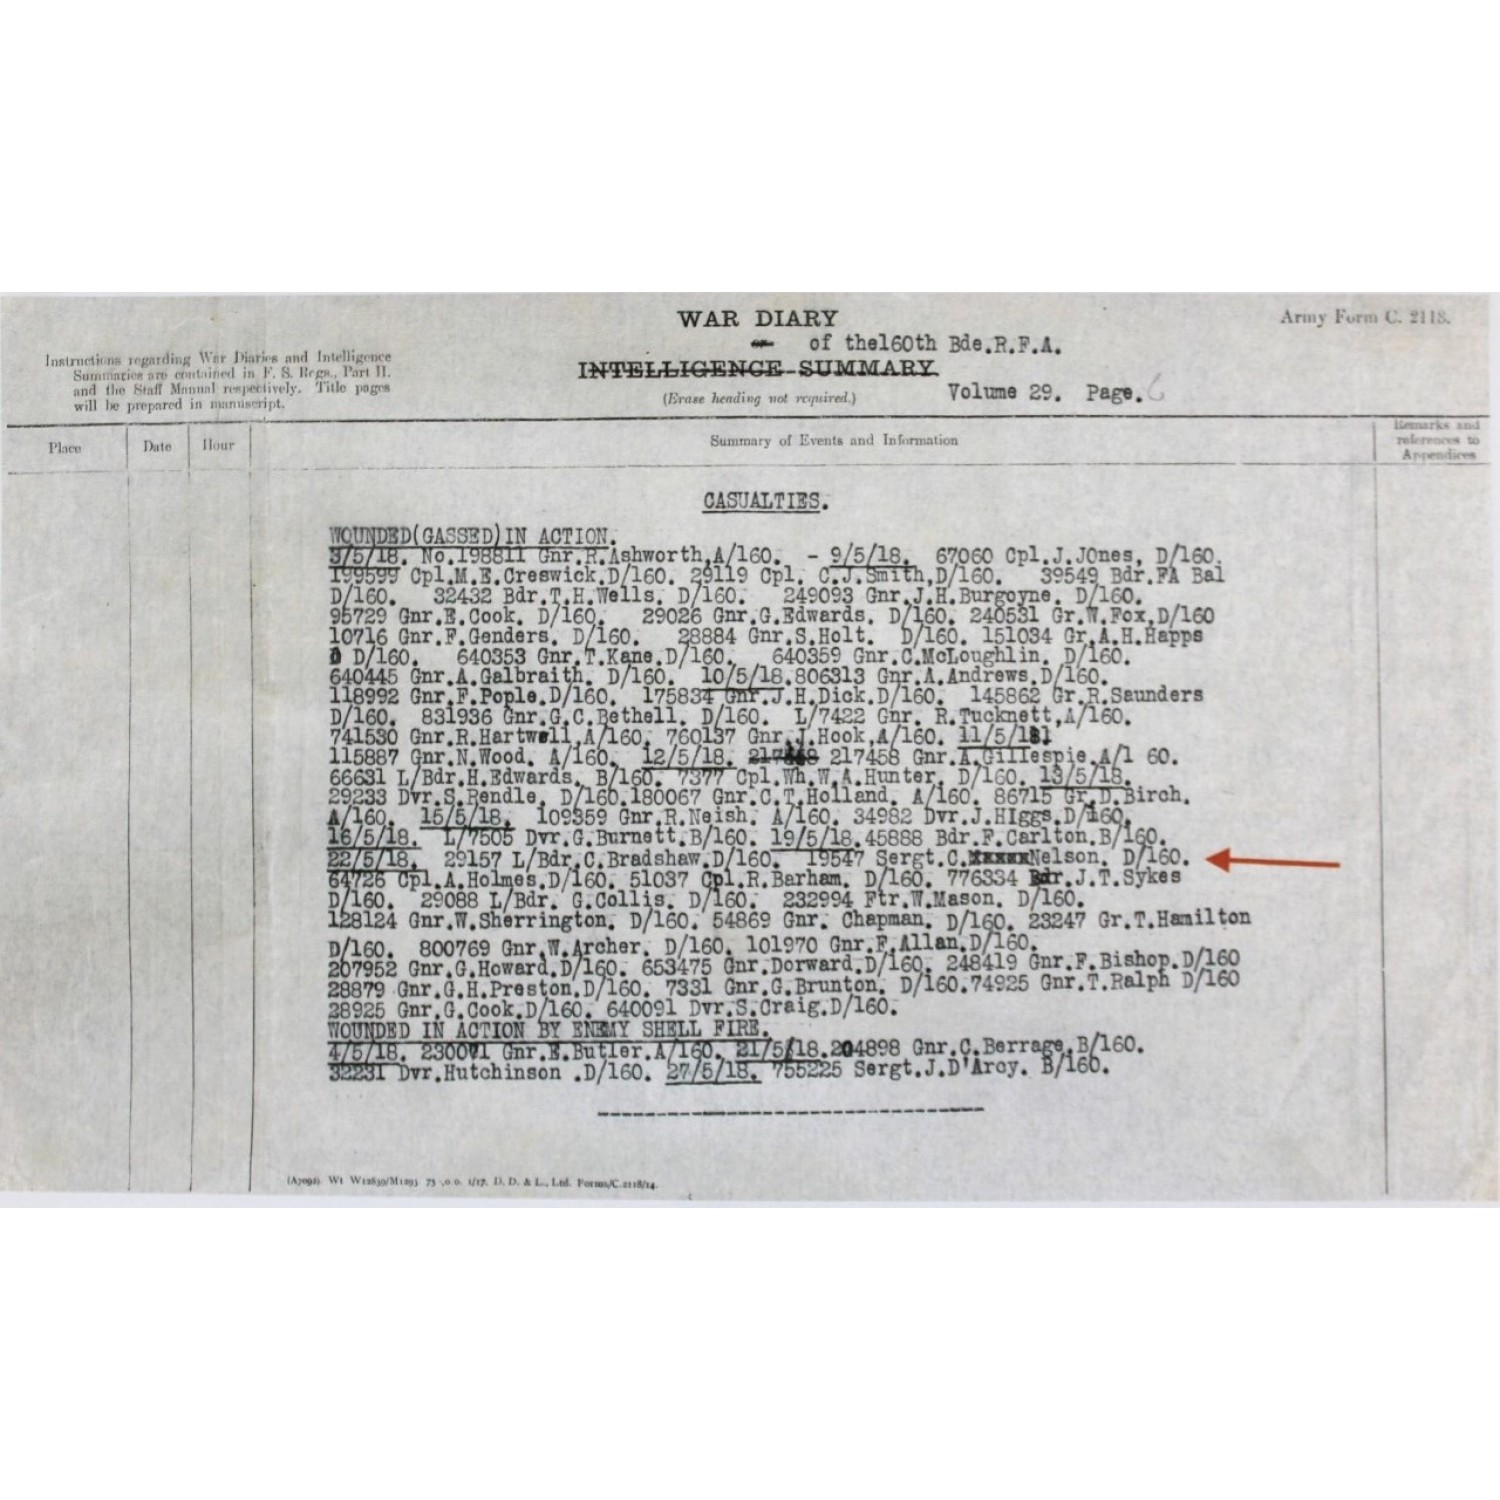 WAR DIARY
Army Form C. 2118.
or of the160th Bde.R.F.A.
INTELLIGENCE SUMMARY
Instructions regarding War Diaries and Intelligence
Summaries are contained in F. S. Regs., Part II.
and the Staff Manual respectively. Title pages
will be prepared in manuscript.
(Erase heading not required.)
Volume 29. Page. 6
Place
Date
Hour
Summary of Events and Information
Remarks and
references to
Appendices
CASUALTIES.
WOUNDED(GASSED)IN ACTION.
3/5/18. No.198811 Gnr.R.Ashworth,A/160. - 9/5/18. 67060 Cpl.J.JOnes, D/160.
199599 Cpl.M.E.Creswick.D/160. 29119 Cpl. C.J.Smith,D/160. 39549 Bdr.FA Bal
D/160. 32432 Bdr.T.H.Wells. D/160. 249093 Gnr.J.H.Burgoyne. D/160.
95729 Gnr.E.Cook. D/160. 29026 Gnr.G.Edwards. D/160. 240531 Gr.W.Fox,D/160
10716 Gnr.F.Genders. D/160. 28884 Gnr.S.Holt. D/160. 151034 Gr.A.H.Happs
D/160. 640353 Gnr.T.Kane.D/160. 640359 Gnr.C.McLoughlin. D/160.
640445 Gnr.A.Galbraith. D/160. 10/5/18.806313 Gnr.A.Andrews.D/160.
118992 Gnr.F.Pople.D/160. 175834 Gnr.J.H.Dick.D/160. 145862 Gr.R.Saunders
D/160. 831936 Gnr.G.C.Bethell. D/160. L/7422 Gnr. R.Tucknett,A/160.
741530 Gnr.R.Hartwell,A/160. 760137 Gnr.J.Hook,A/160. 11/5/181
115887 Gnr.N.Wood. A/160. 12/5/18. 217458 Gnr.A.Gillespie.A/1 60.
66631 L/Bdr.H.Edwards. B/160. 7377 Cpl.Wh.W.A.Hunter. D/160. 13/5/18.
29233 Dvr.S.Rendle. D/160.180067 Gnr.C.T.Holland. A/160. 86715 Gr.D.Birch.
A/160. 15/5/18. 109359 Gnr.R.Neish. A/160. 34982 Dvr.J.HIggs.D/160.
16/5/18. L/7505 Dvr.G.Burnett.B/160. 19/5/18.45888 Bdr.F.Carlton.B/160.
22/5/18. 29157 L/Bdr.C.Bradshaw.D/160. 19547 Sergt.C.xxxxxNelson. D/160.
64726 Cpl.A.Holmes.D/160. 51037 Cpl.R.Barham. D/160. 776334 Bdr.J.T.Sykes
D/160. 29088 L/Bdr. G.Collis. D/160. 232994 Ftr.W.Mason. D/160.
128124 Gnr.W.Sherrington. D/160. 54869 Gnr. Chapman. D/160. 23247 Gr.T.Hamilton
D/160. 800769 Gnr.W.Archer. D/160. 101970 Gnr.F.Allan.D/160.
207952 Gnr.G.Howard.D/160. 653475 Gnr.Dorward.D/160. 248419 Gnr.F.Bishop.D/160
28879 Gnr.G.H.Preston.D/160. 7331 Gnr.G.Brunton. D/160.74925 Gnr.T.Ralph D/160
28925 Gnr.G.Cook.D/160. 640091 Dvr.S.Craig.D/160.
WOUNDED IN ACTION BY ENEMY SHELL FIRE.
4/5/18. 230071 Gnr.E.Butler.A/160. 21/5/18.204898 Gnr.C.Berrage.B/160.
32231 Dvr.Hutchinson .D/160. 27/5/18. 755225 Sergt.J.D'Arcy. B/160.
D. D. & L., Ltd. Forms/C.2118/14.